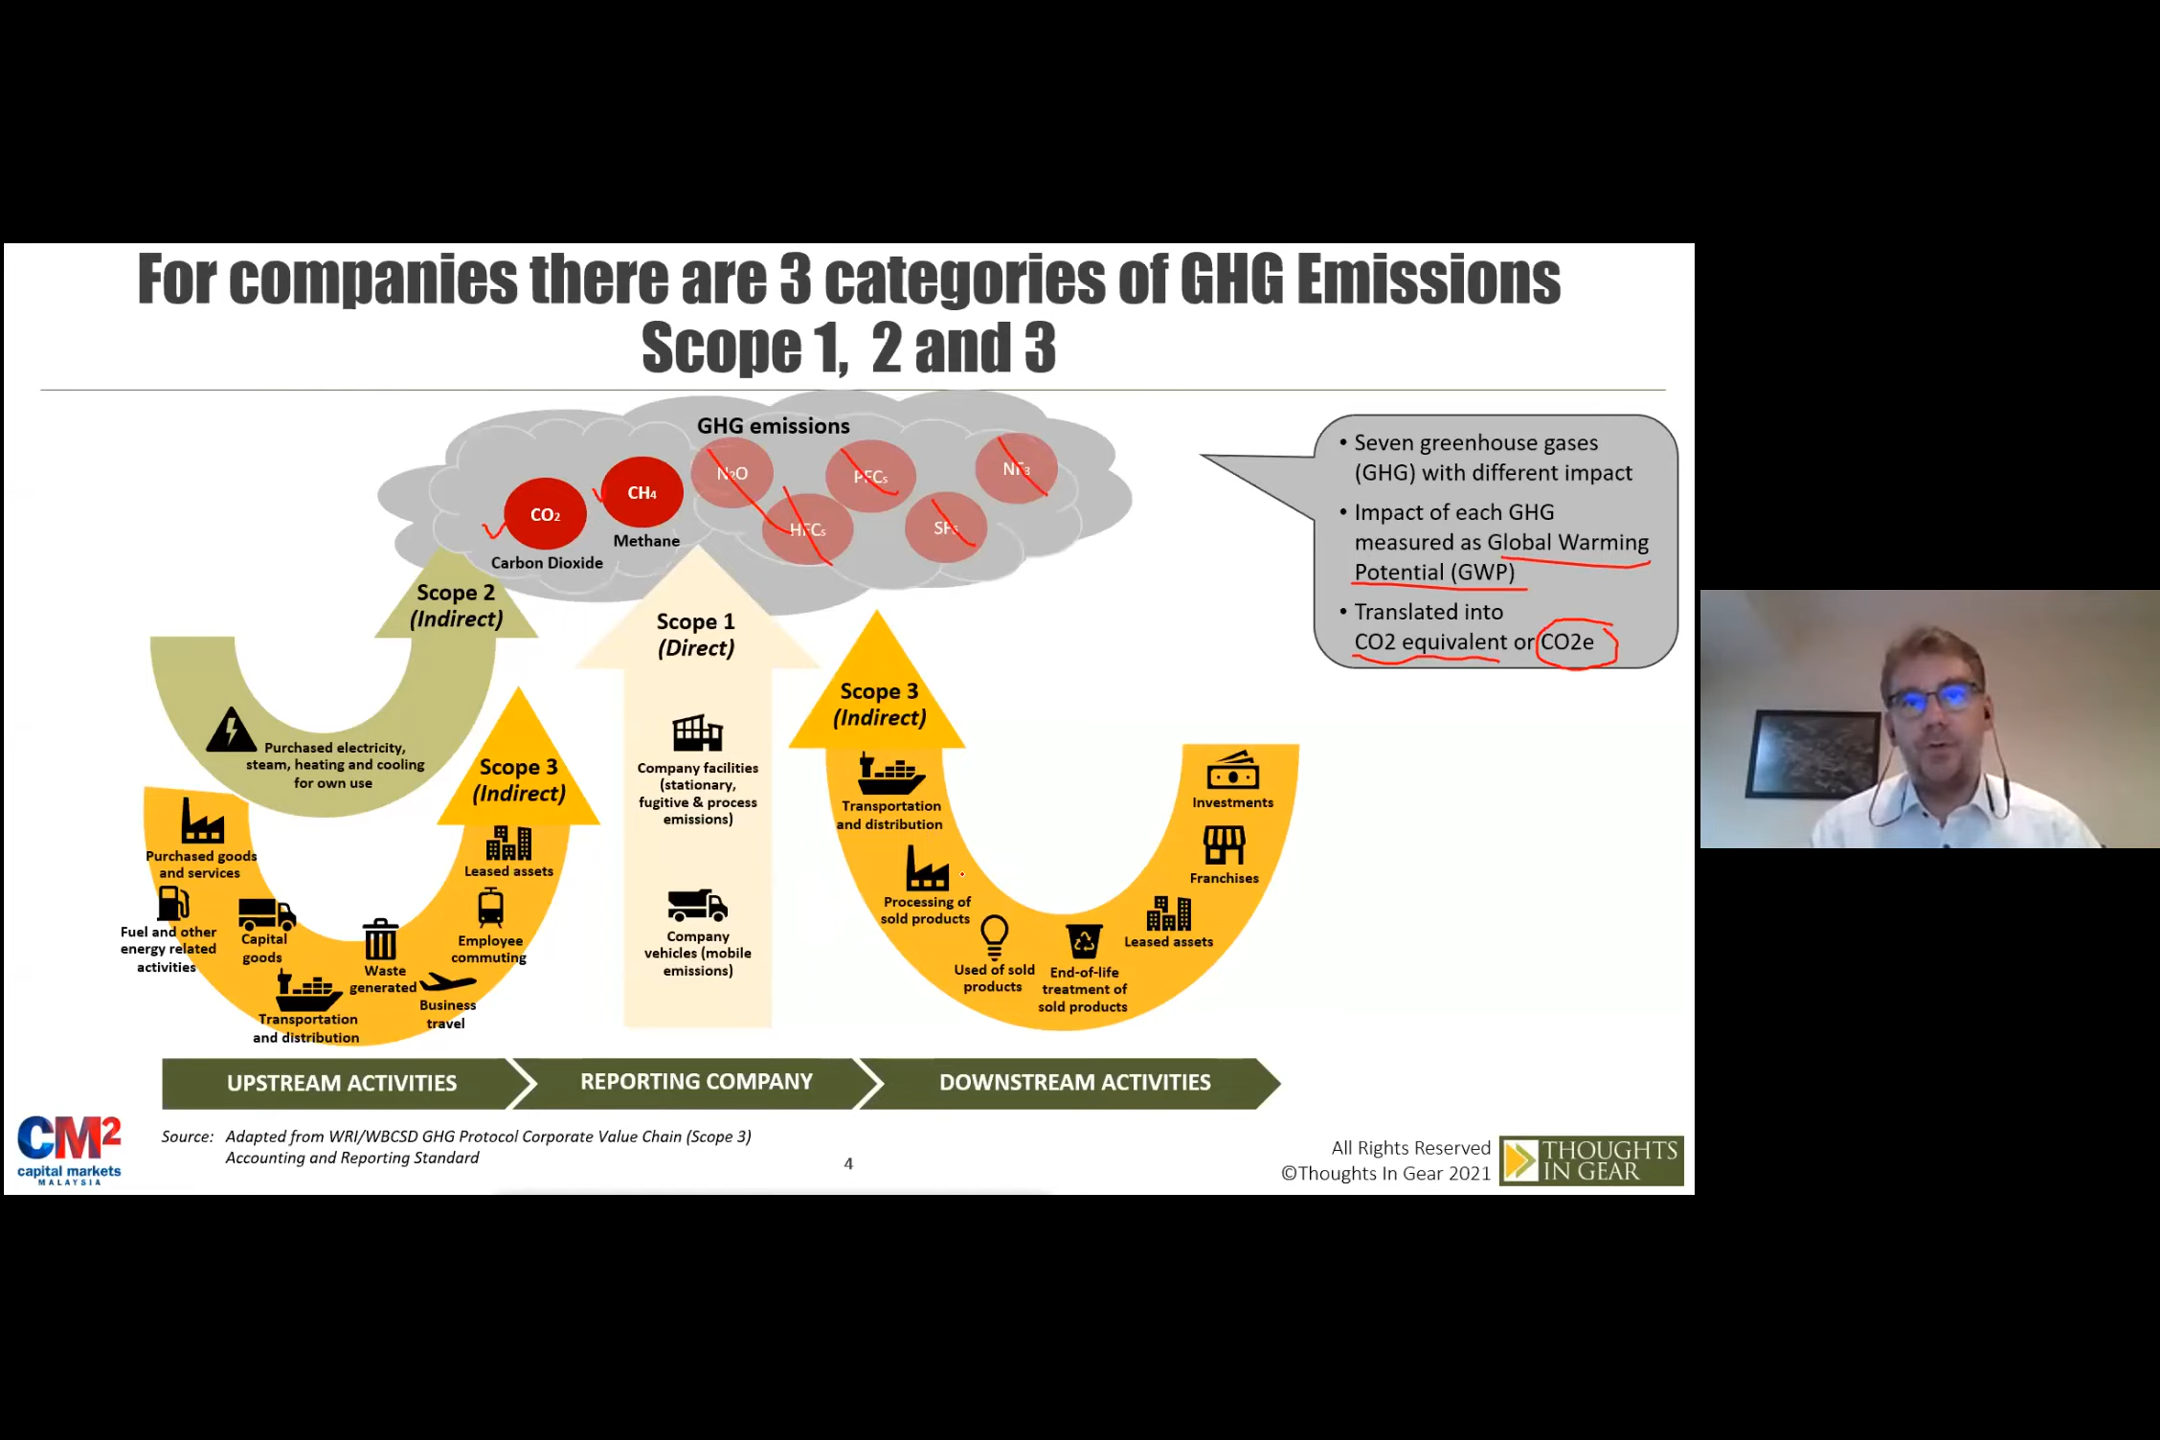 For companies there are 3 categories of GHG Emissions
Scope 1, 2 and 3
GHG emissions
CO2
Carbon Dioxide
CH4
Methane
N2O
HFCs
PFCs
NF3
• Seven greenhouse gases
(GHG) with different impact
• Impact of each GHG
measured as Global Warming
Potential (GWP)
• Translated into
CO2 equivalent or CO2e
Scope 2
(Indirect)
Purchased electricity,
steam, heating and cooling
for own use
Scope 3
(Indirect)
Purchased goods
and services
Fuel and other
energy related
activities
Capital
goods
Transportation
and distribution
Waste
generated
Business
travel
Employee
commuting
Leased assets
Scope 1
(Direct)
Company facilities
(stationary,
fugitive & process
emissions)
Company
vehicles (mobile
emissions)
Scope 3
(Indirect)
Transportation
and distribution
Processing of
sold products
Used of sold
products
End-of-life
treatment of
sold products
Leased assets
Franchises
Investments
UPSTREAM ACTIVITIES
REPORTING COMPANY
DOWNSTREAM ACTIVITIES
CM2
capital markets
MALAYSIA
Source: Adapted from WRI/WBCSD GHG Protocol Corporate Value Chain (Scope 3)
Accounting and Reporting Standard
4
All Rights Reserved
©Thoughts In Gear 2021
THOUGHTS
IN GEAR